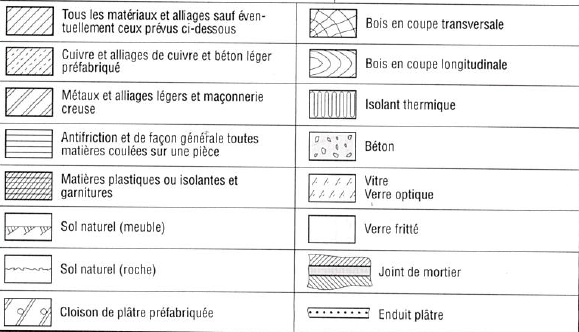 Tous les matériaux et alliages sauf éven-
tuellement ceux prévus ci-dessous
Cuivre et alliages de cuivre et béton léger
préfabriqué
Métaux et alliages légers et maçonnerie
creuse
Antifriction et de façon générale toutes
matières coulées sur une pièce
Matières plastiques ou isolantes et
garnitures
Sol naturel (meuble)
Sol naturel (roche)
Cloison de plâtre préfabriquée
Bois en coupe transversale
Bois en coupe longitudinale
Isolant thermique
Béton
Vitre
Verre optique
Verre fritté
Joint de mortier
Enduit plâtre